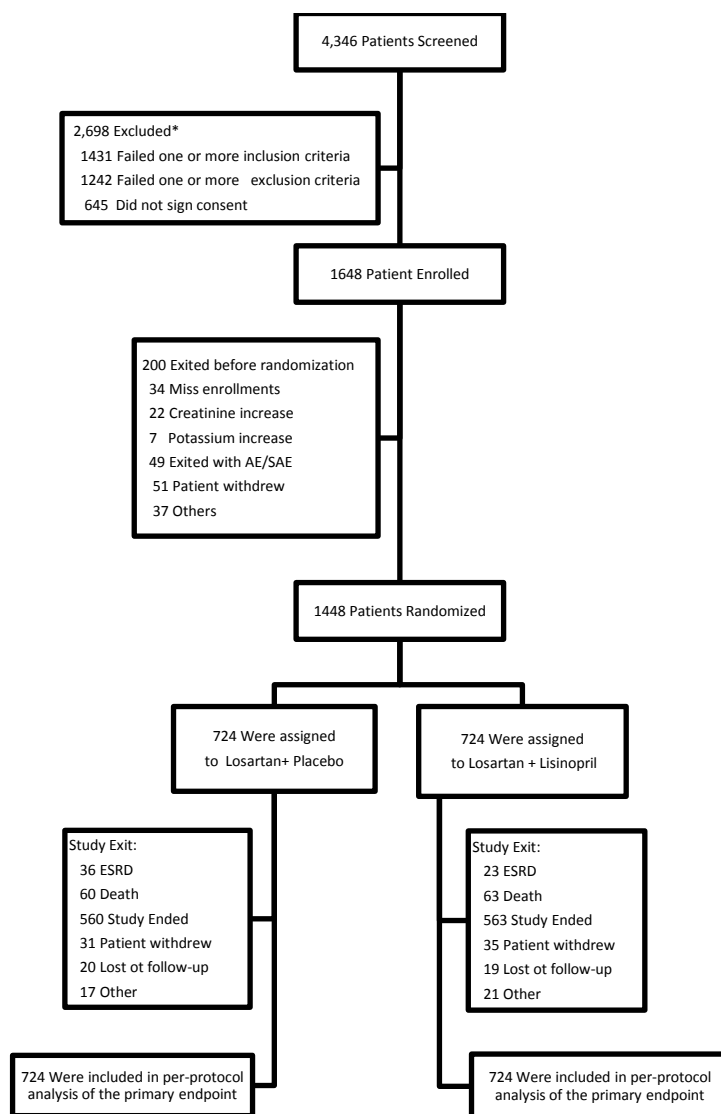 4,346 Patients Screened
2,698 Excluded*
1431 Failed one or more inclusion criteria
1242 Failed one or more exclusion criteria
645 Did not sign consent
1648 Patient Enrolled
200 Exited before randomization
34 Miss enrollments
22 Creatinine increase
7 Potassium increase
49 Exited with AE/SAE
51 Patient withdrew
37 Others
1448 Patients Randomized
724 Were assigned
to Losartan+ Placebo
724 Were assigned
to Losartan + Lisinopril
Study Exit:
36 ESRD
60 Death
560 Study Ended
31 Patient withdrew
20 Lost ot follow-up
17 Other
Study Exit:
23 ESRD
63 Death
563 Study Ended
35 Patient withdrew
19 Lost ot follow-up
21 Other
724 Were included in per-protocol
analysis of the primary endpoint
724 Were included in per-protocol
analysis of the primary endpoint